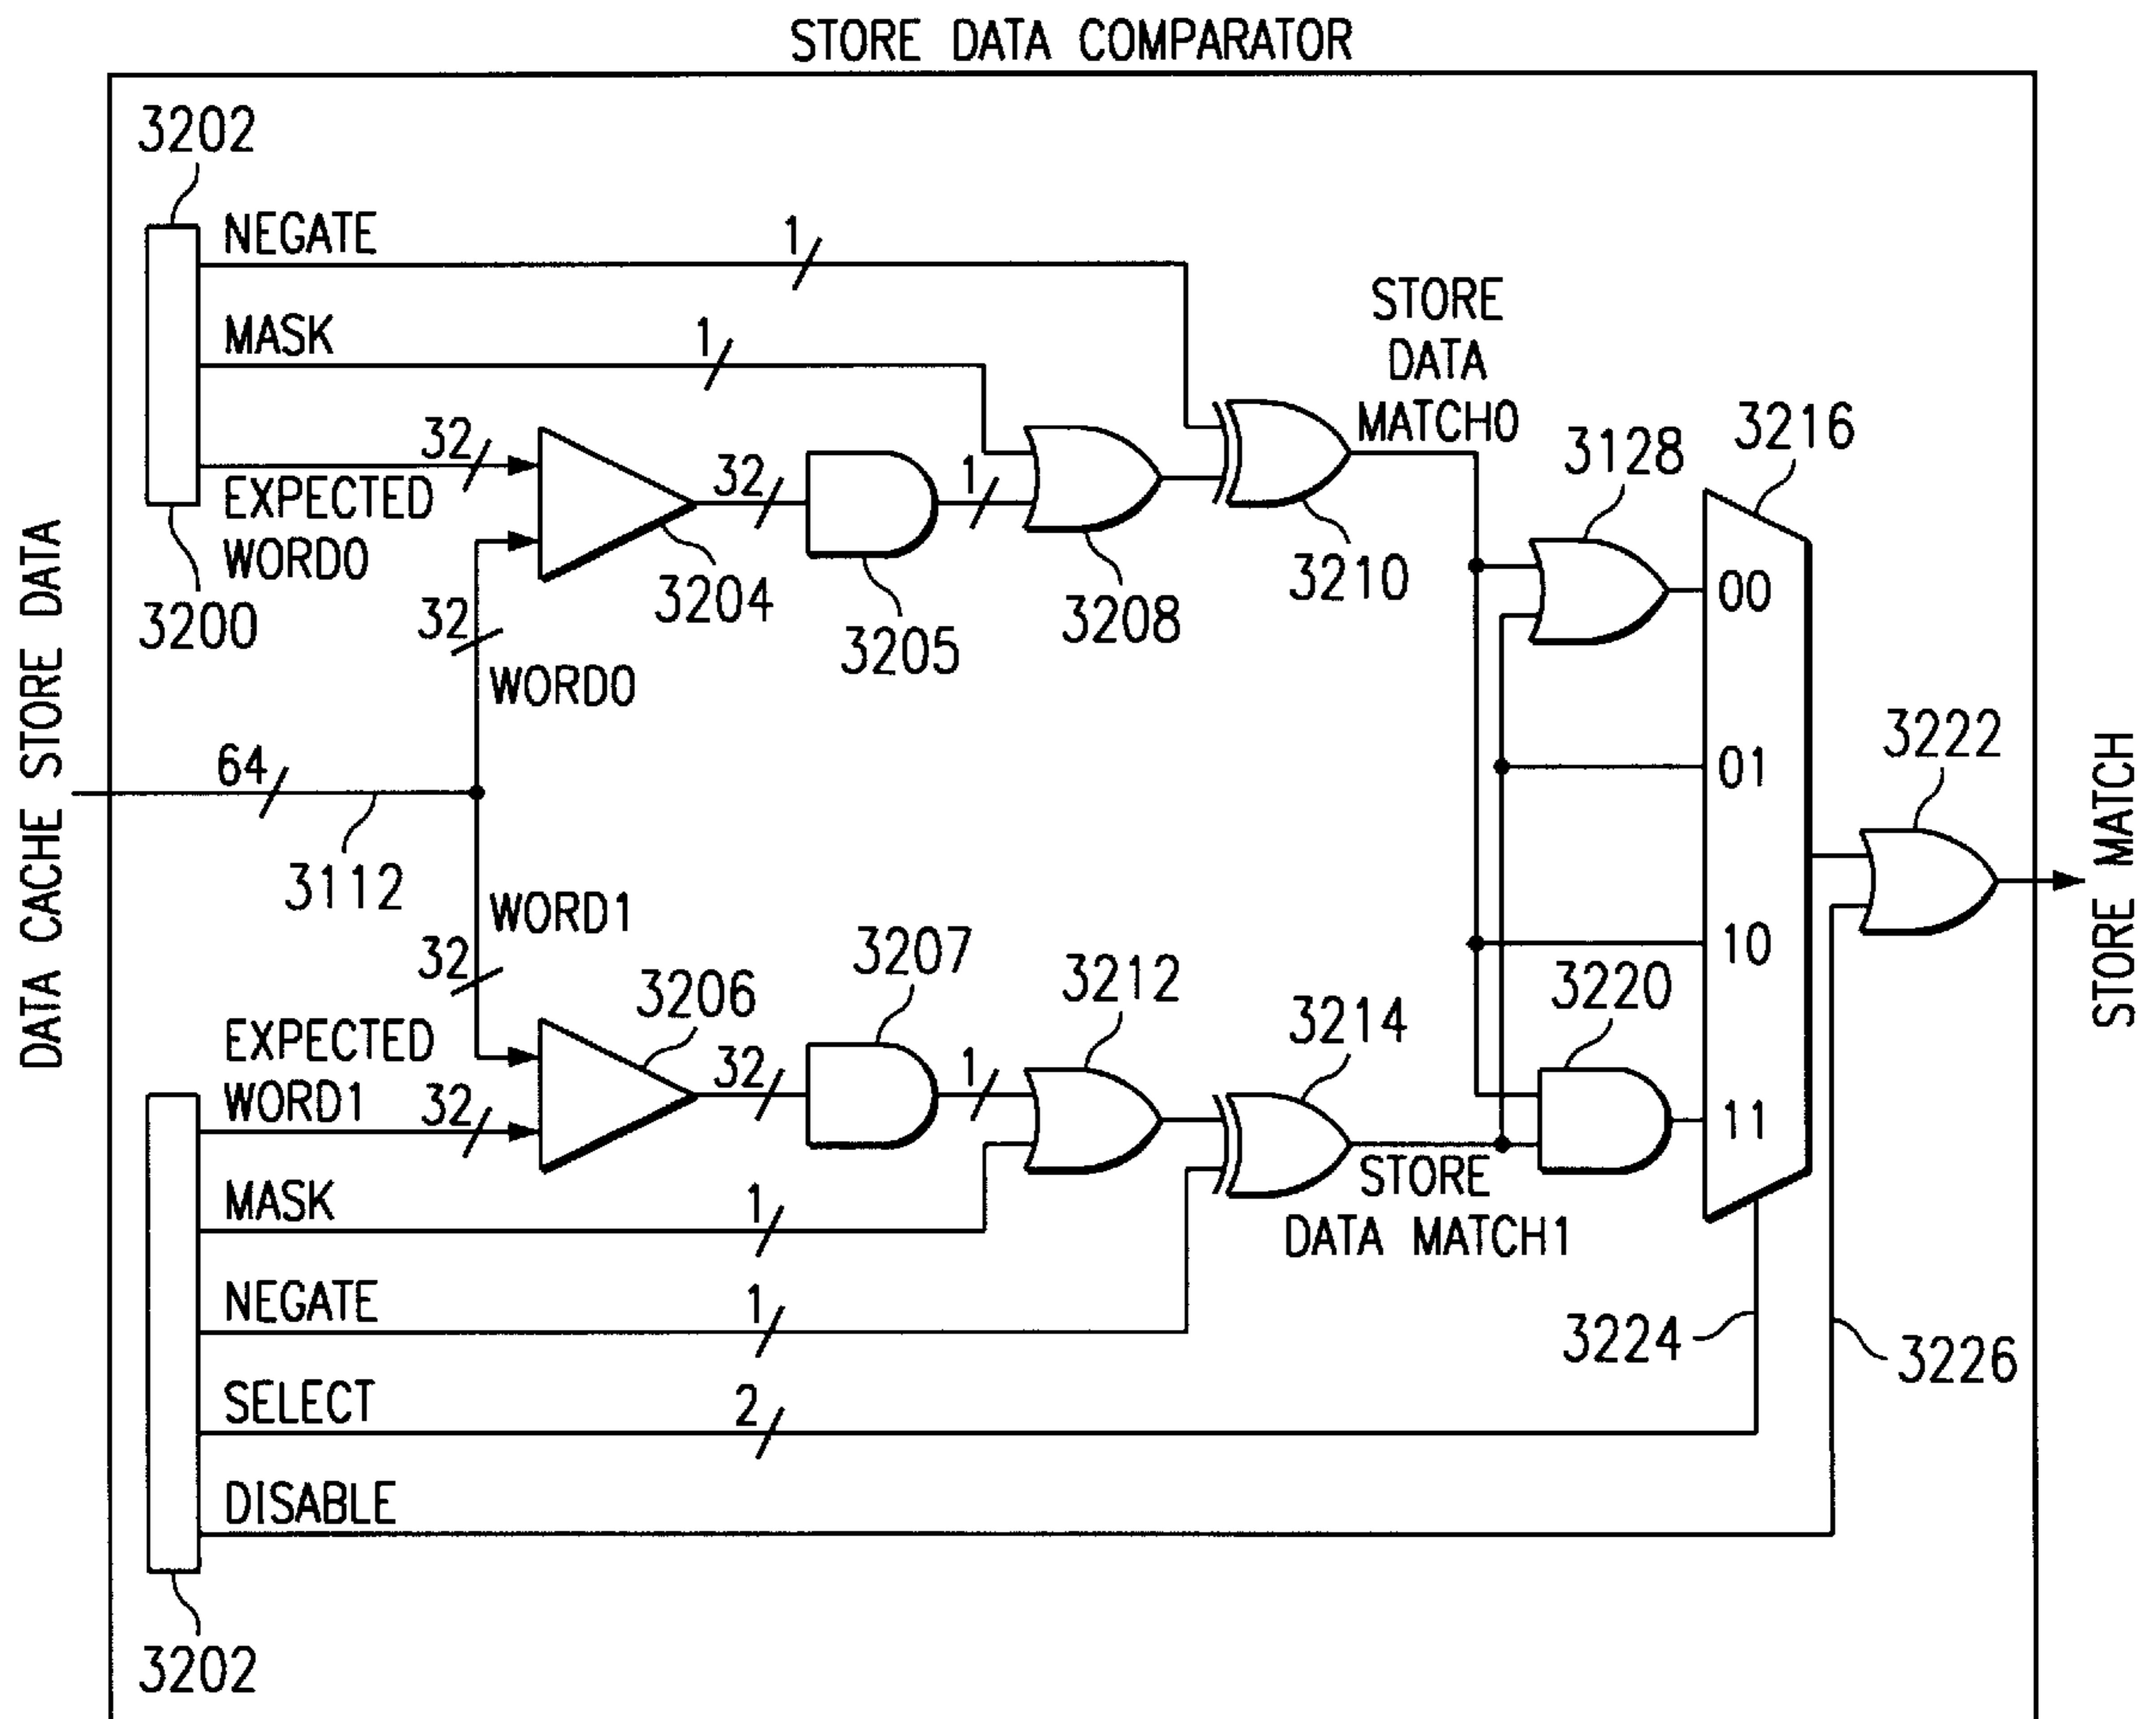 STORE DATA COMPARATOR
3202
NEGATE
1
MASK
1
STORE
DATA
MATCH0
3216
3128
32
EXPECTED
WORD0
32
1
3204
3205
3208
3210
3200
32
WORD0
00
DATA CACHE STORE DATA
64
01
3222
3112
STORE MATCH
WORD1
32
3207
3206
3212
3214
10
3220
EXPECTED
WORD1
32
32
1
11
STORE
DATA MATCH1
MASK
1
NEGATE
1
3224
3226
SELECT
2
DISABLE
3202